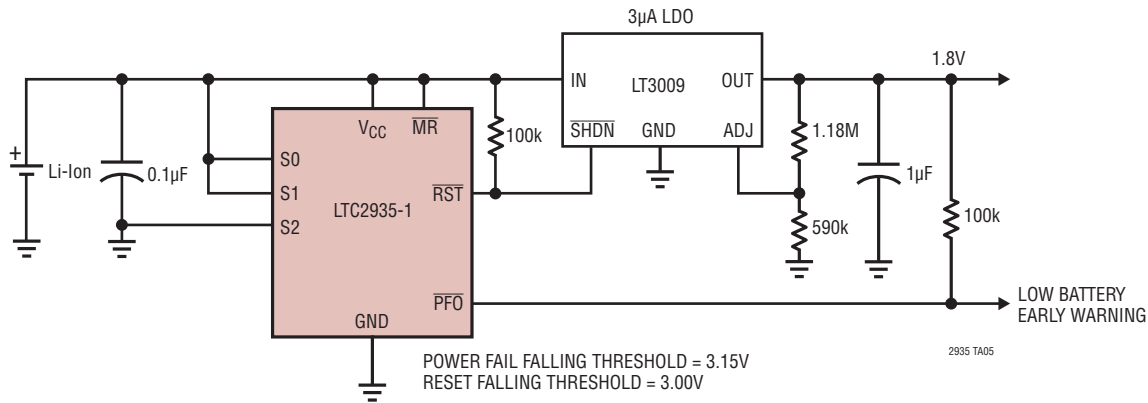 3µA LDO
IN
LT3009
OUT
1.8V
SHDN
GND
ADJ
1.18M
590k
1µF
100k
+
Li-Ion
0.1µF
VCC
MR
100k
S0
S1
S2
LTC2935-1
RST
PFO
GND
LOW BATTERY
EARLY WARNING
POWER FAIL FALLING THRESHOLD = 3.15V
RESET FALLING THRESHOLD = 3.00V
2935 TA05